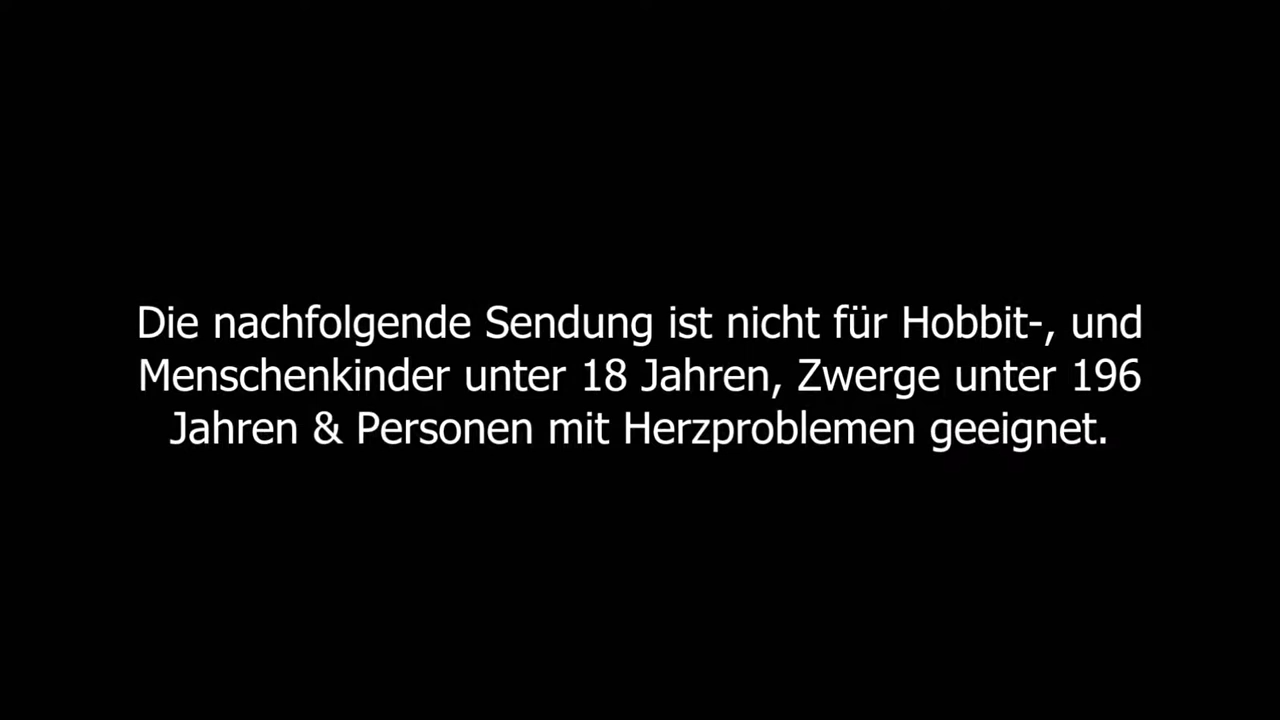 Die nachfolgende Sendung ist nicht für Hobbit-, und
Menschenkinder unter 18 Jahren, Zwerge unter 196
Jahren & Personen mit Herzproblemen geeignet.